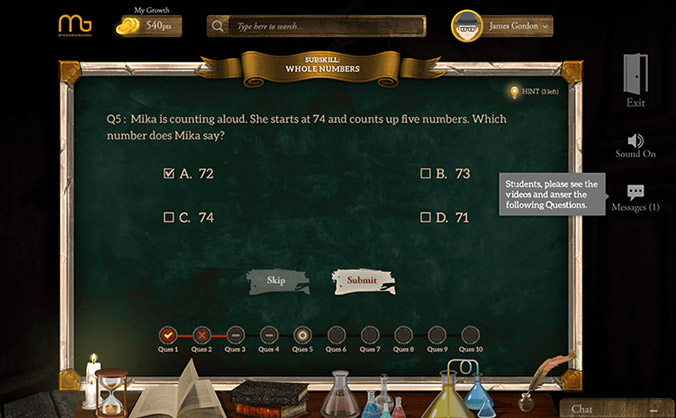 My Growth
540pts
Type here to search...
James Gordon
SUBSKILL:
WHOLE NUMBERS
HINT (3 left)
Exit
Q5 : Mika is counting aloud. She starts at 74 and counts up five numbers. Which
number does Mika say?
A. 72
B. 73
C. 74
D. 71
Sound On
Students, please see the
videos and anser the
following Questions.
Messages (1)
Skip
Submit
Ques 1
Ques 2
Ques 3
Ques 4
Ques 5
Ques 6
Ques 7
Ques 8
Ques 9
Ques 10
Chat